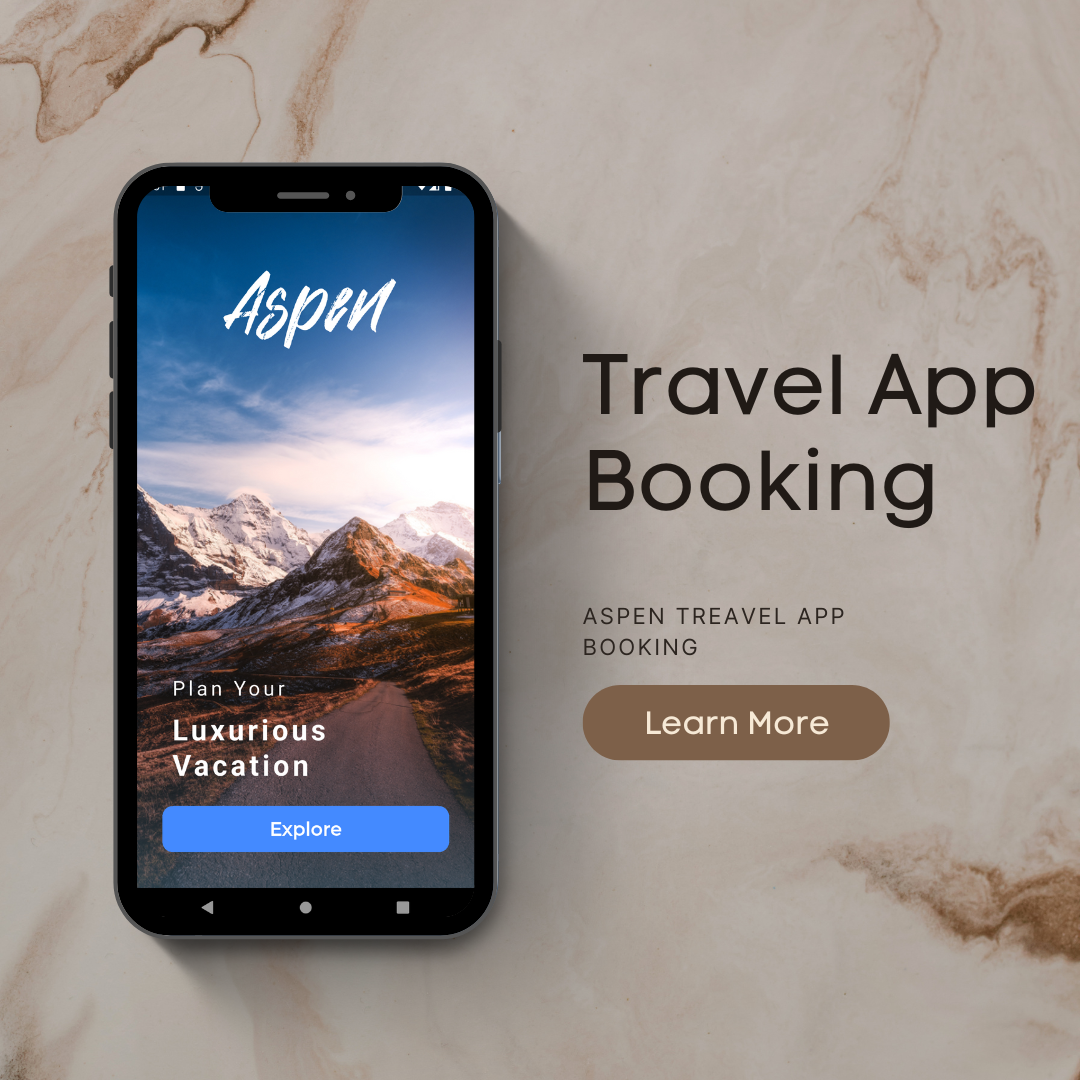 Aspen
Plan Your
Luxurious
Vacation
Explore
Travel App
Booking
ASPEN TREAVEL APP
BOOKING
Learn More